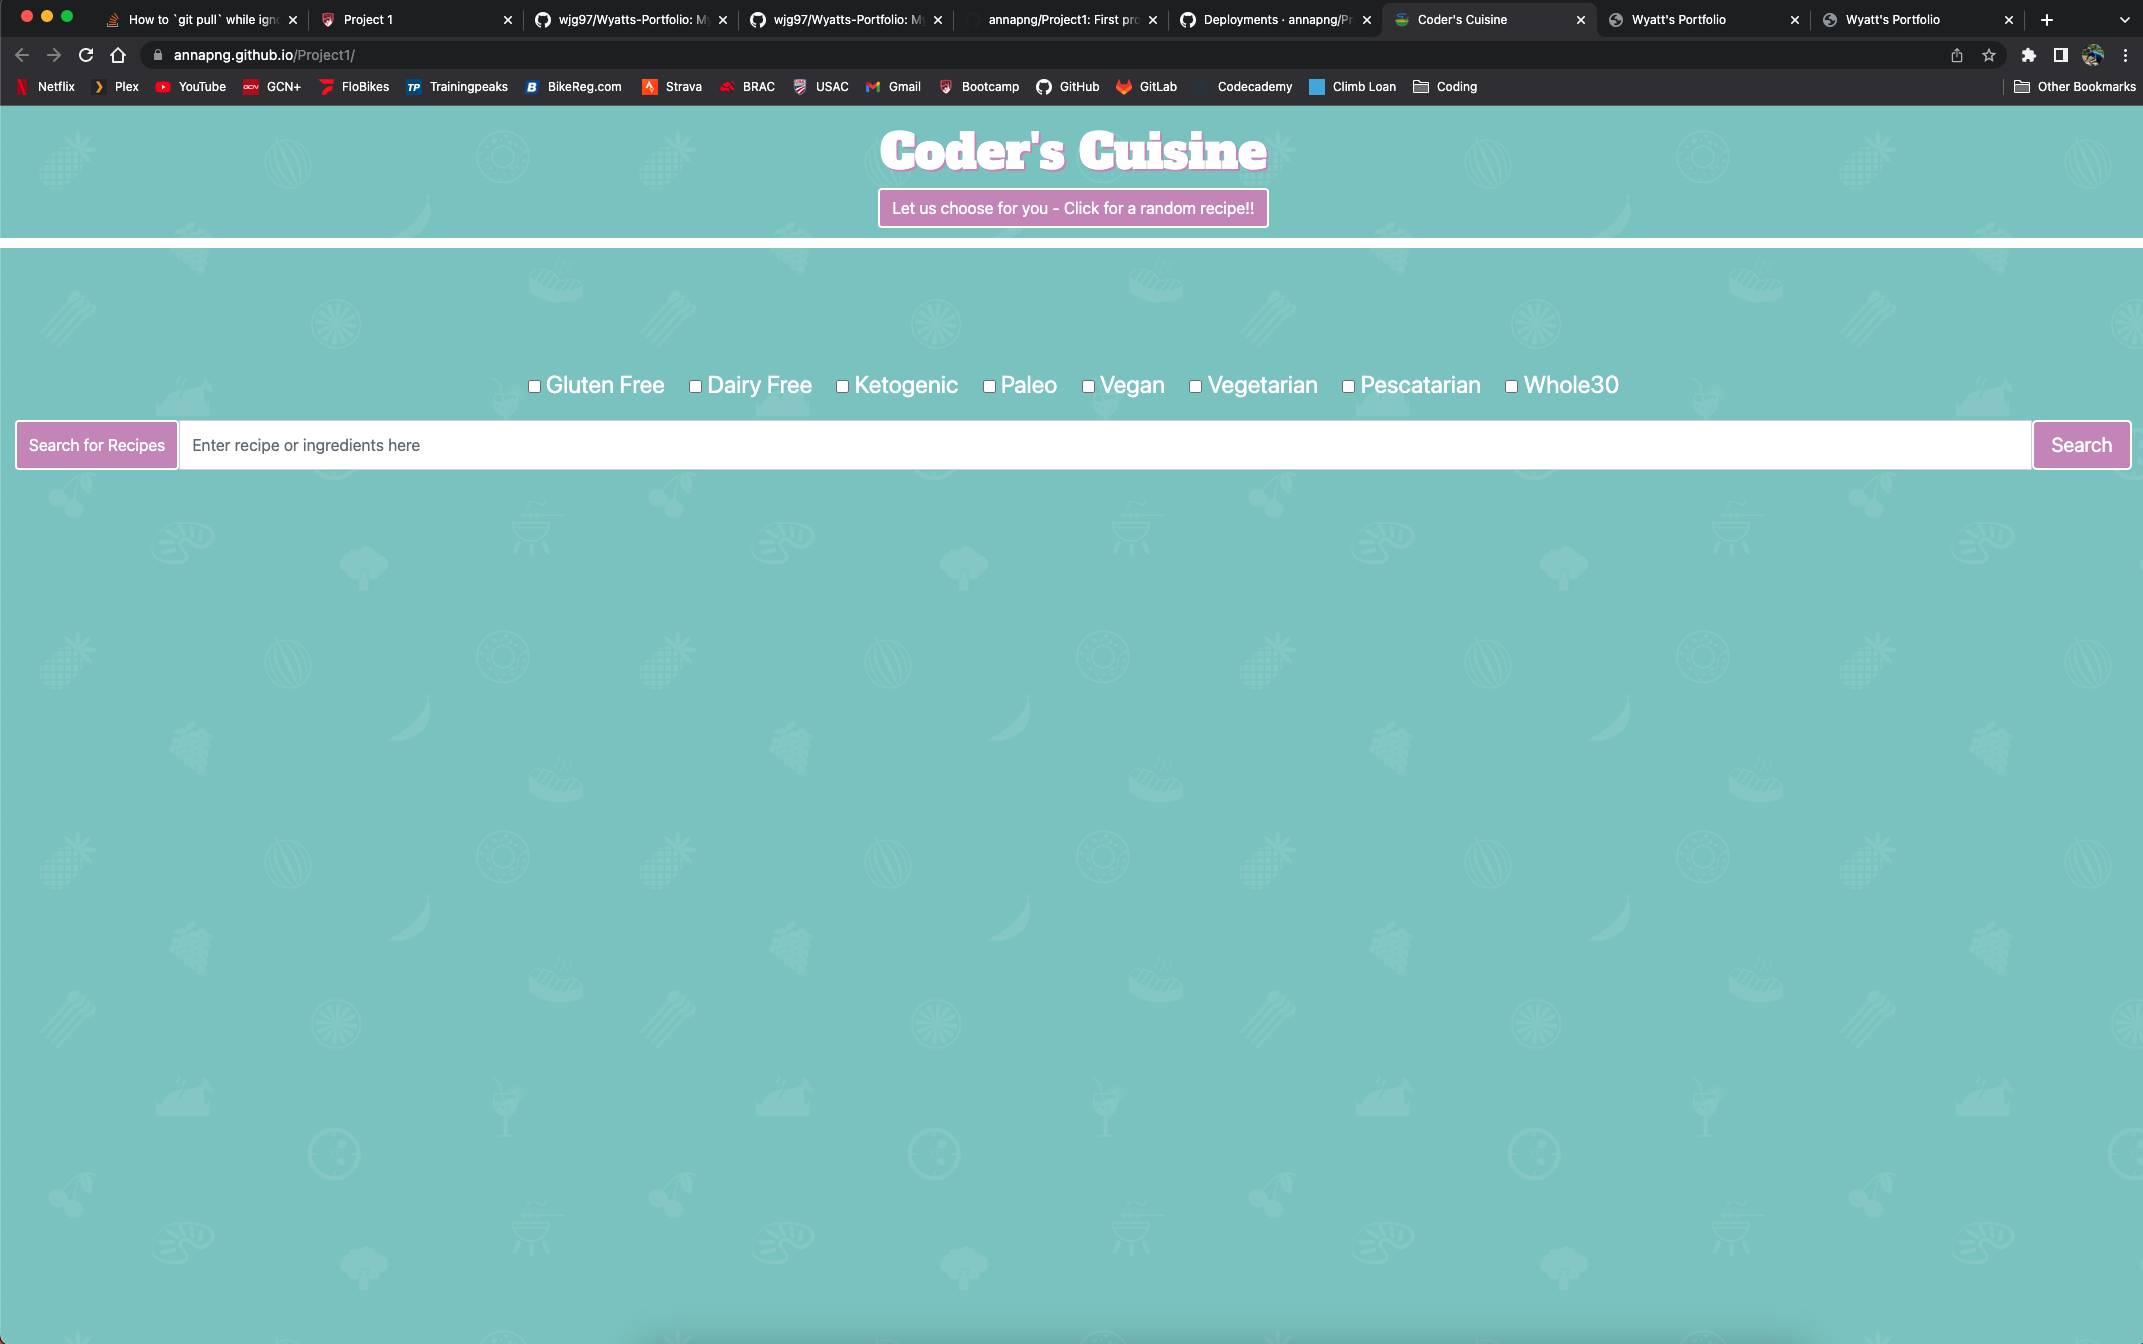 How to `git pull` while igno
Project 1
wjg97/Wyatts-Portfolio: My
wjg97/Wyatts-Portfolio: My
annapng/Project1: First pro
Deployments · annapng/Pr
Coder's Cuisine
Wyatt's Portfolio
Wyatt's Portfolio
annapng.github.io/Project1/
Netflix Plex YouTube GCN+ FloBikes Trainingpeaks BikeReg.com Strava BRAC USAC Gmail Bootcamp GitHub GitLab Codecademy Climb Loan Coding Other Bookmarks
Coder's Cuisine
Let us choose for you - Click for a random recipe!!
Gluten Free Dairy Free Ketogenic Paleo Vegan Vegetarian Pescatarian Whole30
Search for Recipes Enter recipe or ingredients here Search